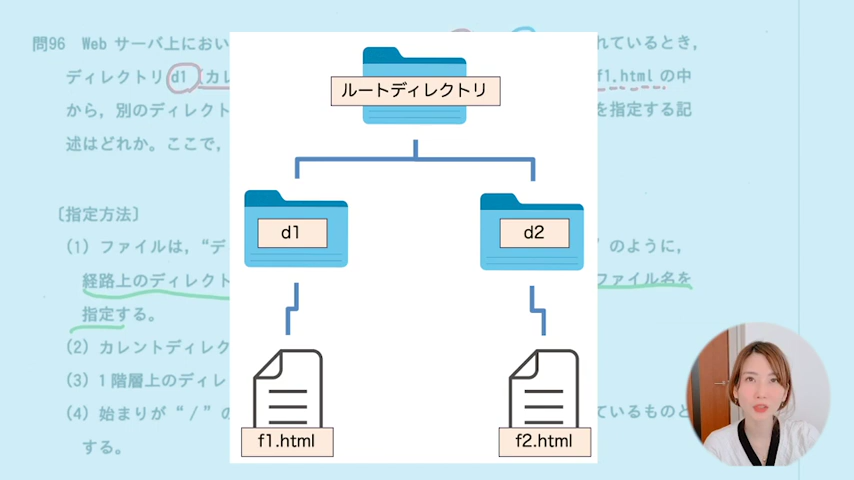 問96 Web サーバ上におい
れているとき,
ディレクトリ d1 (カレ
f1.html の中
から, 別のディレクト
を指定する記
述はどれか。ここで,
〔指定方法〕
(1) ファイルは, “デ
” のように,
経路上のディレクト
ファイル名を
指定する。
(2) カレントディレク
(3) 1 階層上のディレ
(4) 始まりが “/” の
ているものと
する。
ルートディレクトリ
d1
d2
f1.html
f2.html